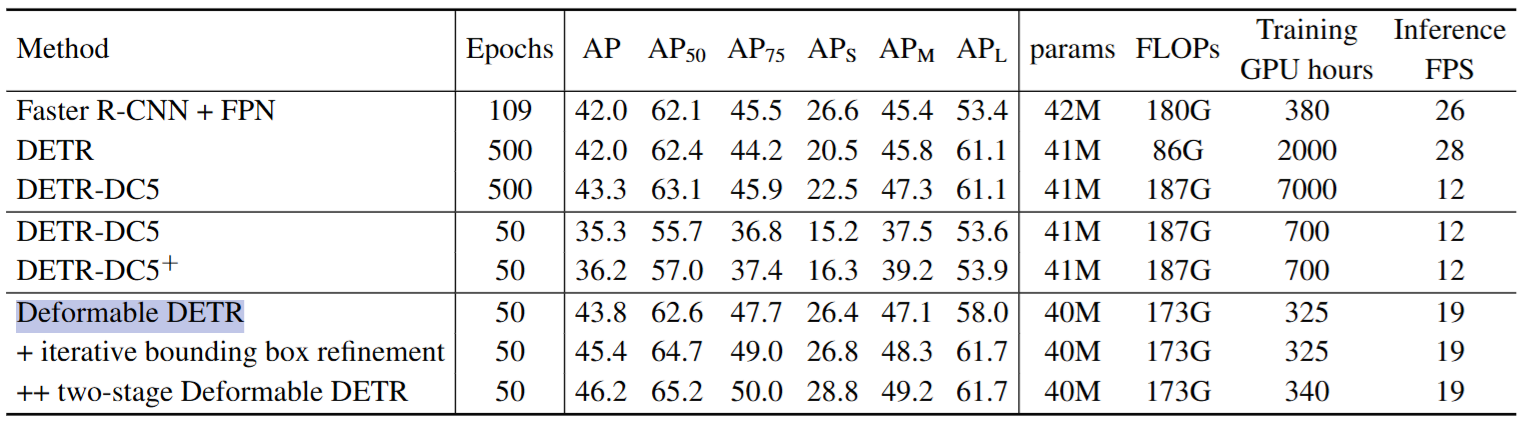 Method Epochs AP AP₅₀ AP₇₅ APₛ APᴍ APʟ params FLOPs Training GPU hours Inference FPS
Faster R-CNN + FPN 109 42.0 62.1 45.5 26.6 45.4 53.4 42M 180G 380 26
DETR 500 42.0 62.4 44.2 20.5 45.8 61.1 41M 86G 2000 28
DETR-DC5 500 43.3 63.1 45.9 22.5 47.3 61.1 41M 187G 7000 12
DETR-DC5 50 35.3 55.7 36.8 15.2 37.5 53.6 41M 187G 700 12
DETR-DC5⁺ 50 36.2 57.0 37.4 16.3 39.2 53.9 41M 187G 700 12
Deformable DETR 50 43.8 62.6 47.7 26.4 47.1 58.0 40M 173G 325 19
+ iterative bounding box refinement 50 45.4 64.7 49.0 26.8 48.3 61.7 40M 173G 325 19
++ two-stage Deformable DETR 50 46.2 65.2 50.0 28.8 49.2 61.7 40M 173G 340 19